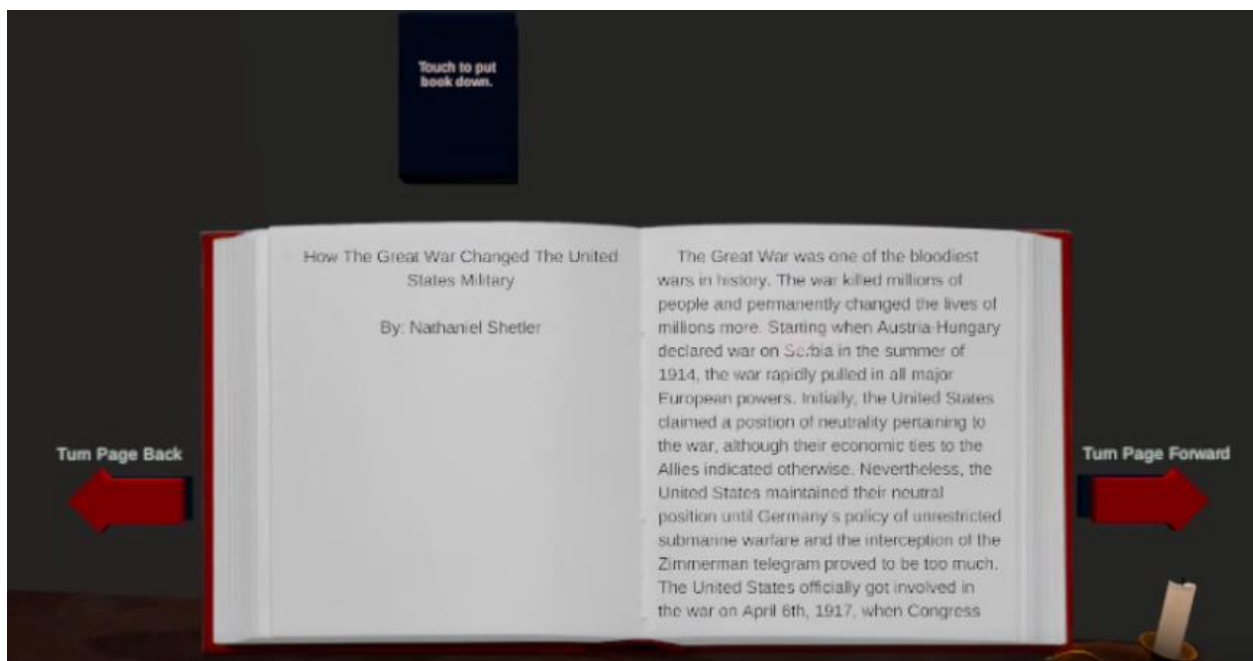 Touch to put
book down.
How The Great War Changed The United
States Military
By: Nathaniel Shetler
The Great War was one of the bloodiest
wars in history. The war killed millions of
people and permanently changed the lives of
millions more. Starting when Austria-Hungary
declared war on Serbia in the summer of
1914, the war rapidly pulled in all major
European powers. Initially, the United States
claimed a position of neutrality pertaining to
the war, although their economic ties to the
Allies indicated otherwise. Nevertheless, the
United States maintained their neutral
position until Germany's policy of unrestricted
submarine warfare and the interception of the
Zimmerman telegram proved to be too much.
The United States officially got involved in
the war on April 6th, 1917, when Congress
Turn Page Back
Turn Page Forward